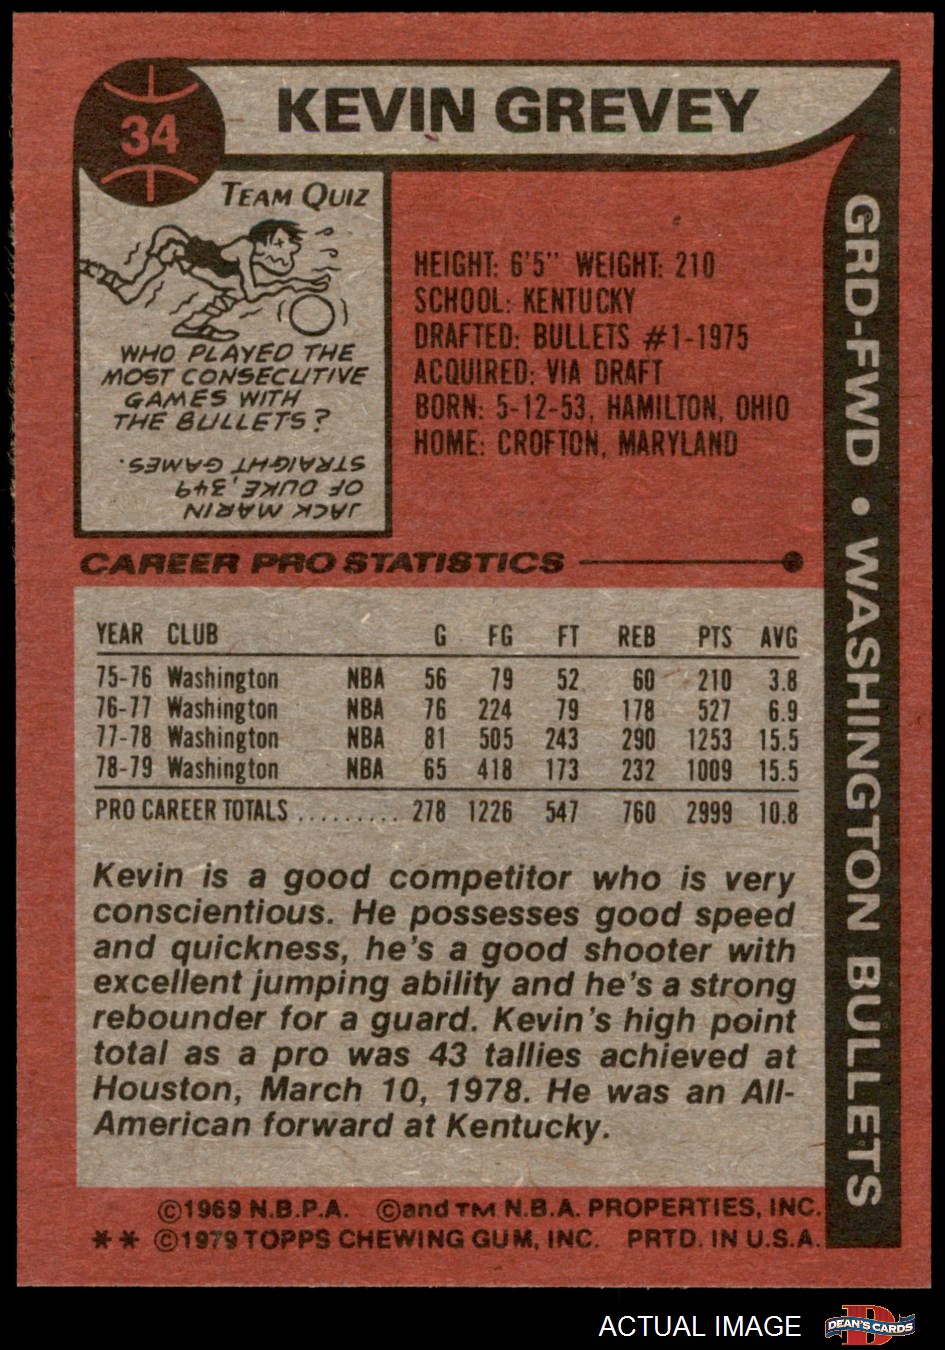 34
KEVIN GREVEY
TEAM QUIZ
WHO PLAYED THE
MOST CONSECUTIVE
GAMES WITH
THE BULLETS?
JACK MARIN
OF DUKE, 349
STRAIGHT GAMES.
HEIGHT: 6'5" WEIGHT: 210
SCHOOL: KENTUCKY
DRAFTED: BULLETS #1-1975
ACQUIRED: VIA DRAFT
BORN: 5-12-53, HAMILTON, OHIO
HOME: CROFTON, MARYLAND
GRD-FWD • WASHINGTON BULLETS
CAREER PRO STATISTICS
YEAR CLUB G FG FT REB PTS AVG
75-76 Washington NBA 56 79 52 60 210 3.8
76-77 Washington NBA 76 224 79 178 527 6.9
77-78 Washington NBA 81 505 243 290 1253 15.5
78-79 Washington NBA 65 418 173 232 1009 15.5
PRO CAREER TOTALS ......... 278 1226 547 760 2999 10.8
Kevin is a good competitor who is very
conscientious. He possesses good speed
and quickness, he's a good shooter with
excellent jumping ability and he's a strong
rebounder for a guard. Kevin's high point
total as a pro was 43 tallies achieved at
Houston, March 10, 1978. He was an All-
American forward at Kentucky.
©1969 N.B.P.A. ©and TM N.B.A. PROPERTIES, INC.
** ©1979 TOPPS CHEWING GUM, INC. PRTD. IN U.S.A.
ACTUAL IMAGE
D
DEAN'S CARDS